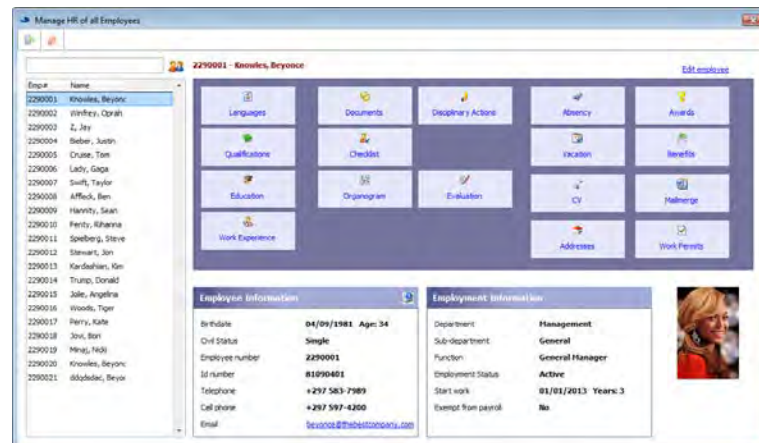 Manage HR of all Employees
2290001 - Knowles, Beyonce
Edit employee
Emp# Name
2290001 Knowles, Beyonc
2290002 Winfrey, Oprah
2290003 Z, Jay
2290004 Beiber, Justin
2290005 Cruise, Tom
2290006 Lady, Gaga
2290007 Swift, Taylor
2290008 Affleck, Ben
2290009 Hannity, Sean
2290010 Fenty, Rihanna
2290011 Spielberg, Steve
2290012 Stewart, Jon
2290013 Kardashian, Kim
2290014 Trump, Donald
2290015 Jolie, Angelina
2290016 Woods, Tiger
2290017 Perry, Kate
2290018 Jovi, Bon
2290019 Minaj, Nicki
2290020 Knowles, Beyonc
2290021 ddqdsdac, Beyor
Languages Documents Disciplinary Actions Absency Awards
Qualifications Checklist Vacation Benefits
Education Organogram Evaluation CV Mailmerge
Work Experience Addresses Work Permits
Employee Information
Birthdate 04/09/1981 Age: 34
Civil Status Single
Employee number 2290001
Id number 81090401
Telephone +297 583-7989
Cell phone +297 597-4200
Email beyonce@thebestcompany.com
Employment Information
Department Management
Sub-department General
Function General Manager
Employment Status Active
Start work 01/01/2013 Years: 3
Exempt from payroll No